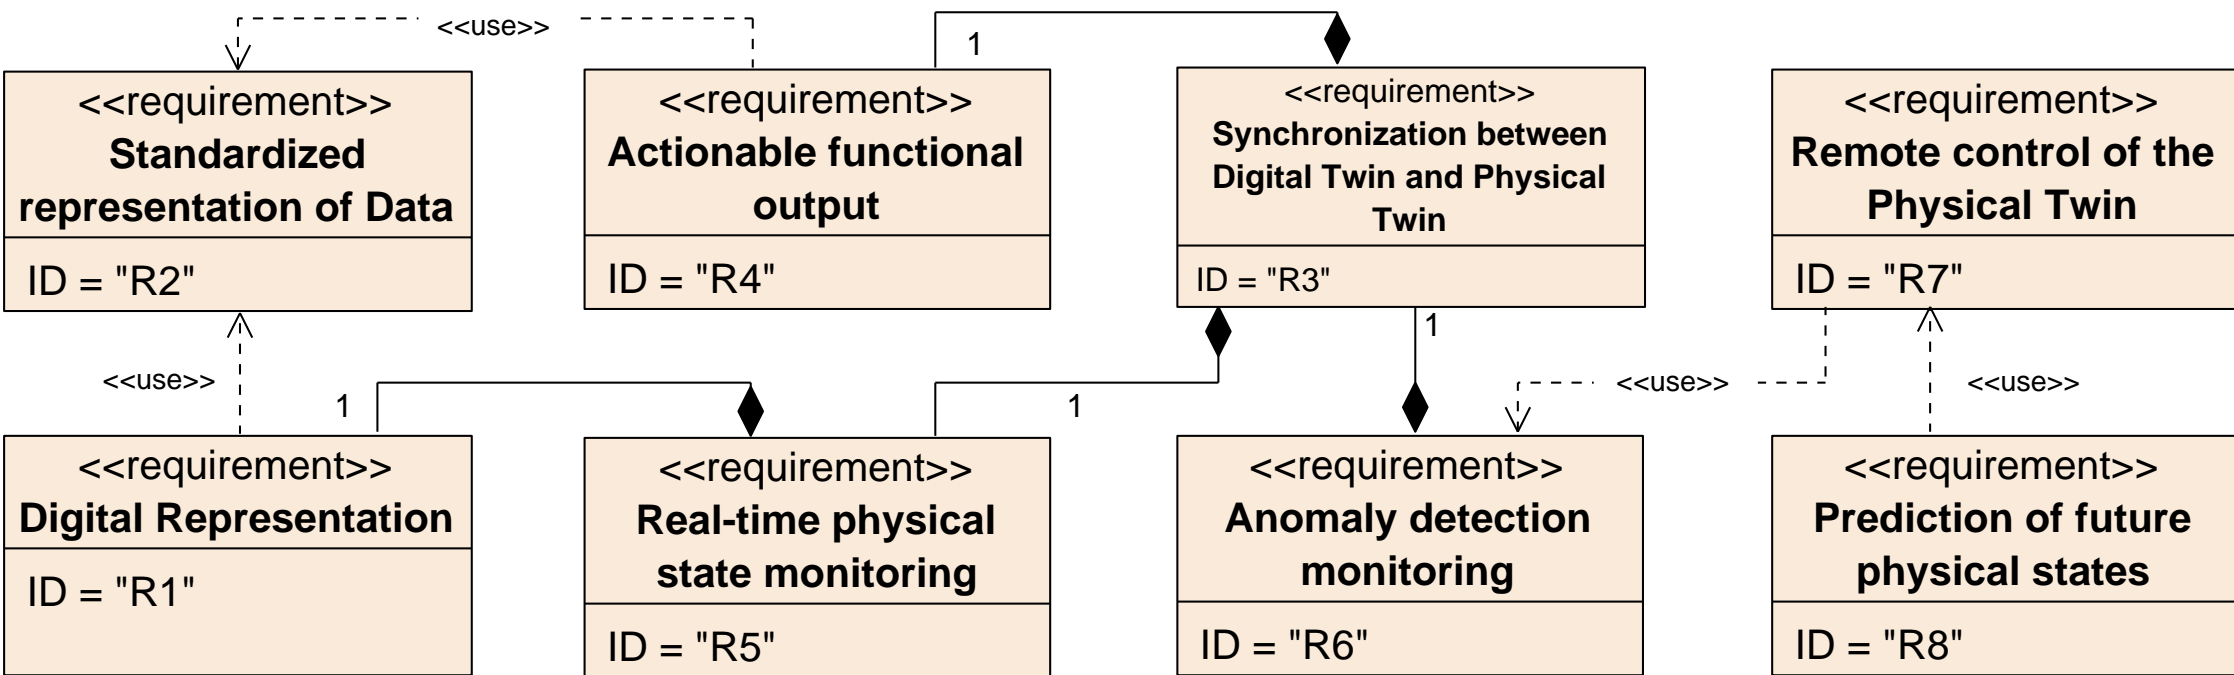 <<use>>
1
<<requirement>>
Standardized
representation of Data
ID = "R2"
<<requirement>>
Actionable functional
output
ID = "R4"
<<requirement>>
Synchronization between
Digital Twin and Physical
Twin
ID = "R3"
<<requirement>>
Remote control of the
Physical Twin
ID = "R7"
1
<<use>>
1
1
<<use>>
<<use>>
<<requirement>>
Digital Representation
ID = "R1"
<<requirement>>
Real-time physical
state monitoring
ID = "R5"
<<requirement>>
Anomaly detection
monitoring
ID = "R6"
<<requirement>>
Prediction of future
physical states
ID = "R8"